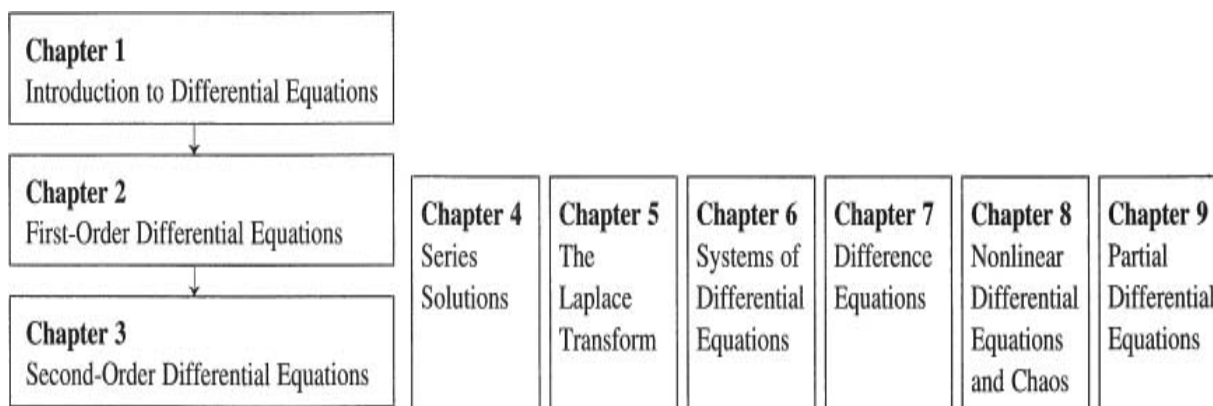 Chapter 1
Introduction to Differential Equations
Chapter 2
First-Order Differential Equations
Chapter 3
Second-Order Differential Equations
Chapter 4
Series
Solutions
Chapter 5
The
Laplace
Transform
Chapter 6
Systems of
Differential
Equations
Chapter 7
Difference
Equations
Chapter 8
Nonlinear
Differential
Equations
and Chaos
Chapter 9
Partial
Differential
Equations